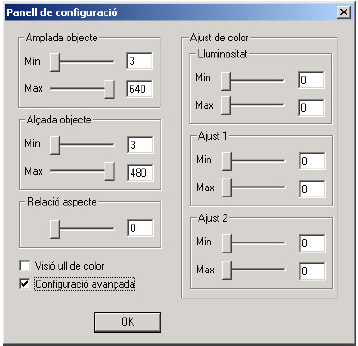 Panell de configuració
Amplada objecte
Min 3
Max 640
Alçada objecte
Min 3
Max 480
Relació aspecte
0
Visió ull de color
Configuració avançada
OK
Ajust de color
Lluminositat
Min 0
Max 0
Ajust 1
Min 0
Max 0
Ajust 2
Min 0
Max 0